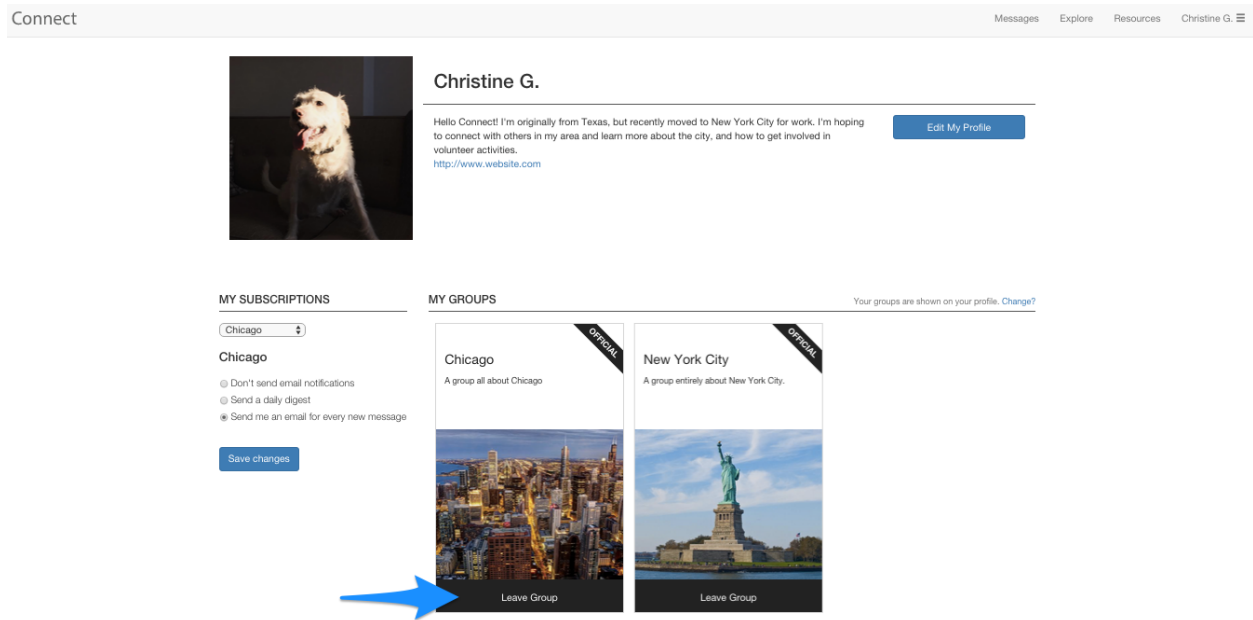 Connect
Messages Explore Resources Christine G.
Christine G.
Hello Connect! I'm originally from Texas, but recently moved to New York City for work. I'm hoping
to connect with others in my area and learn more about the city, and how to get involved in
volunteer activities.
http://www.website.com
Edit My Profile
MY SUBSCRIPTIONS
Chicago
Chicago
Don't send email notifications
Send a daily digest
Send me an email for every new message
Save changes
MY GROUPS
Your groups are shown on your profile. Change?
OFFICIAL
Chicago
A group all about Chicago
Leave Group
OFFICIAL
New York City
A group entirely about New York City.
Leave Group